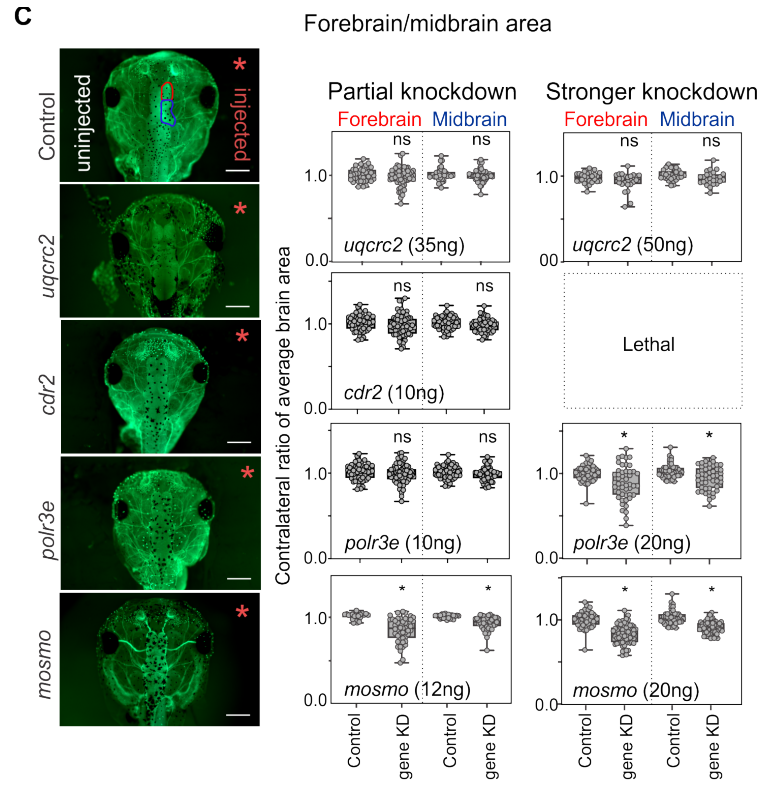 C
Forebrain/midbrain area
Control
uninjected
* injected
uqcrc2
*
cdr2
*
polr3e
*
mosmo
*
Contralateral ratio of average brain area
Partial knockdown
Forebrain Midbrain
ns ns
1.0
0.0
uqcrc2 (35ng)
ns ns
1.0
0.0
cdr2 (10ng)
ns ns
1.0
0.0
polr3e (10ng)
* *
1.0
0.0
mosmo (12ng)
Control
gene KD
Control
gene KD
Stronger knockdown
Forebrain Midbrain
ns ns
1.0
00
uqcrc2 (50ng)
Lethal
* *
1.0
0.0
polr3e (20ng)
* *
1.0
0.0
mosmo (20ng)
Control
gene KD
Control
gene KD